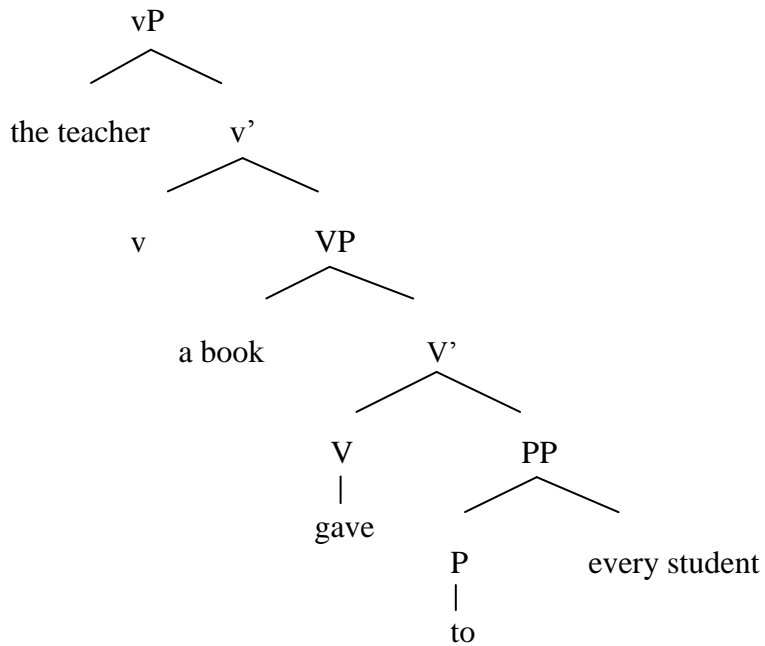 vP
the teacher v’
v VP
a book V’
V PP
gave
P every student
to